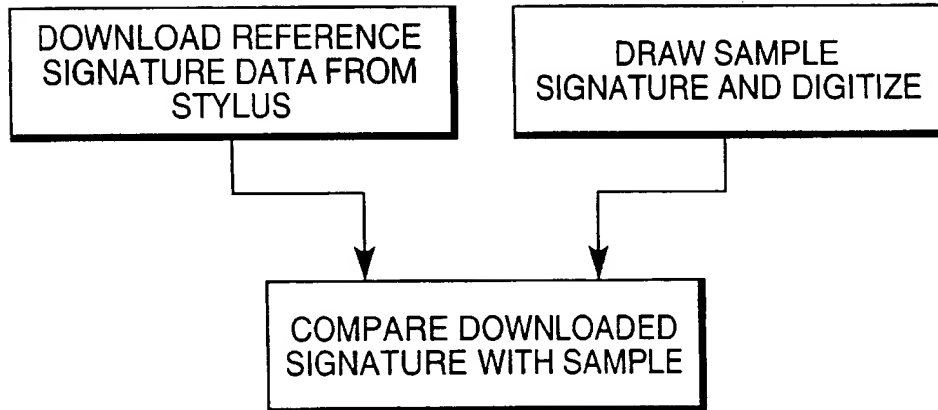 DOWNLOAD REFERENCE
SIGNATURE DATA FROM
STYLUS
DRAW SAMPLE
SIGNATURE AND DIGITIZE
COMPARE DOWNLOADED
SIGNATURE WITH SAMPLE